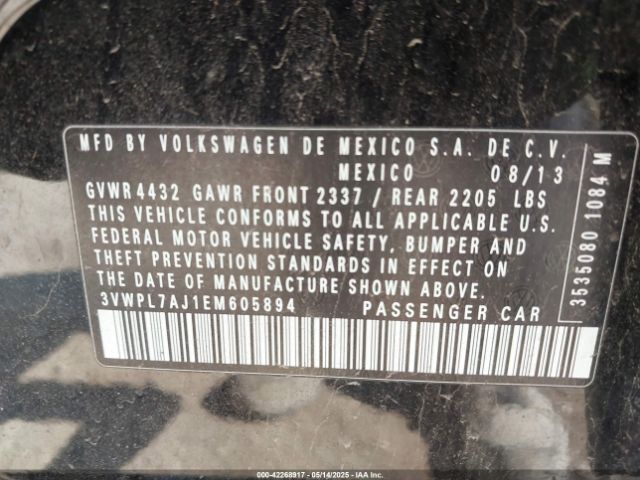 MFD BY VOLKSWAGEN DE MEXICO S.A. DE C.V.
MEXICO 08/13
GVWR 4432 GAWR FRONT 2337 / REAR 2205 LBS
THIS VEHICLE CONFORMS TO ALL APPLICABLE U.S.
FEDERAL MOTOR VEHICLE SAFETY, BUMPER AND
THEFT PREVENTION STANDARDS IN EFFECT ON
THE DATE OF MANUFACTURE SHOWN ABOVE.
3VWPL7AJ1EM605894 PASSENGER CAR
3535080 1084 M
000-42268917 - 05/14/2025 - IAA Inc.